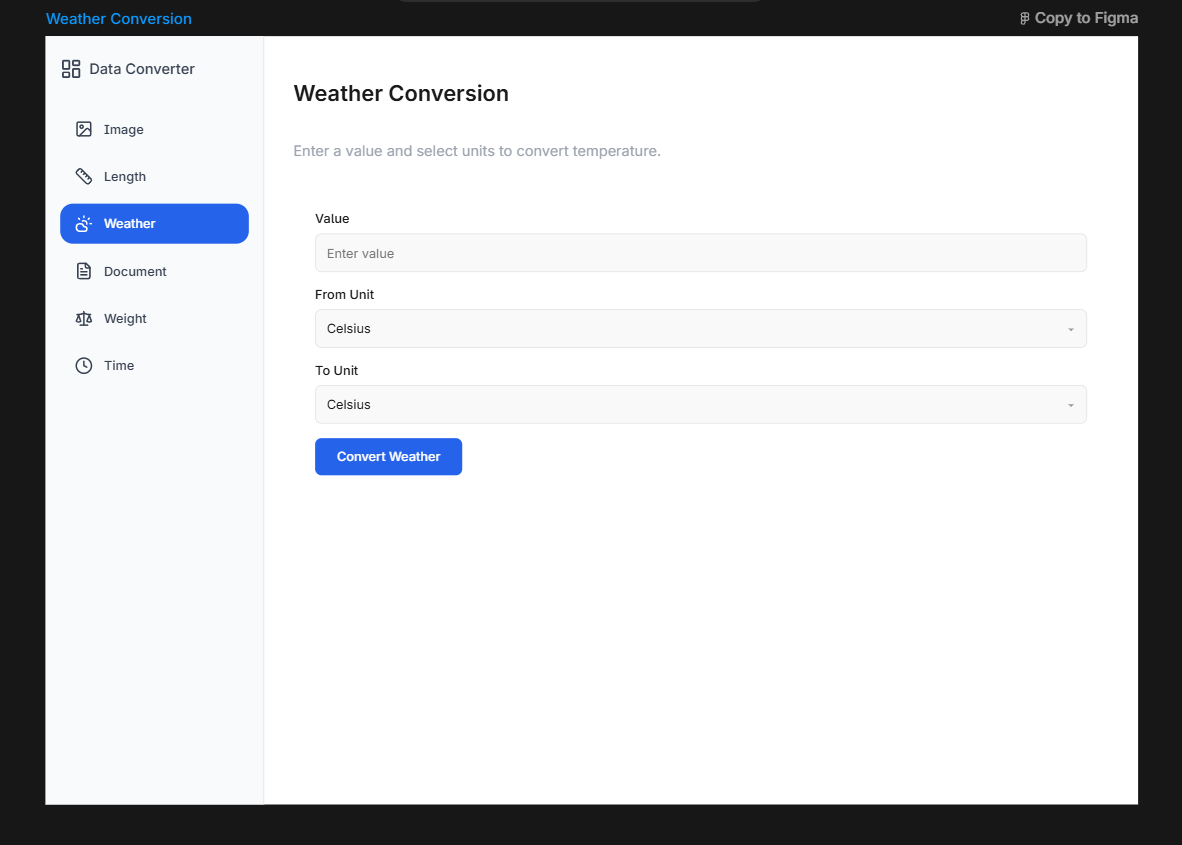 Weather Conversion
Copy to Figma
Data Converter
Image
Length
Weather
Document
Weight
Time
Weather Conversion
Enter a value and select units to convert temperature.
Value
Enter value
From Unit
Celsius
To Unit
Celsius
Convert Weather